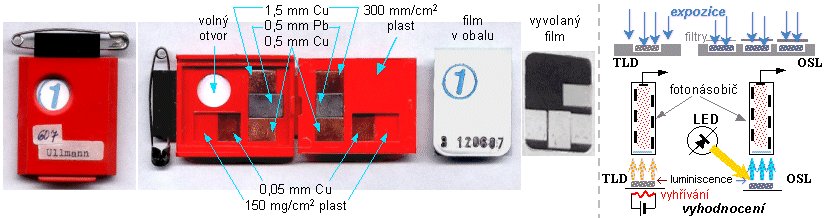 607
Ullmann
1
volný
otvor
1,5 mm Cu
0,5 mm Pb
0,5 mm Cu
300 mm/cm²
plast
0,05 mm Cu
150 mg/cm² plast
film
v obalu
1
3 120607
vyvolaný
film
expozice
filtry
TLD
OSL
fotonásobič
LED
TLD
luminiscence
OSL
vyhřívání
vyhodnocení